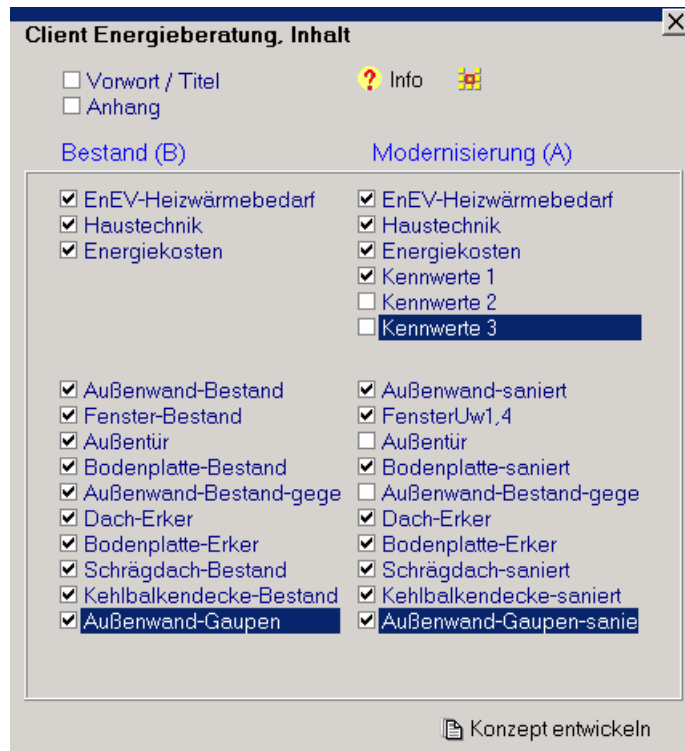 Client Energieberatung, Inhalt
Vorwort / Titel
? Info
Anhang
Bestand (B)
Modernisierung (A)
EnEV-Heizwärmebedarf
Haustechnik
Energiekosten
EnEV-Heizwärmebedarf
Haustechnik
Energiekosten
Kennwerte 1
Kennwerte 2
Kennwerte 3
Außenwand-Bestand
Fenster-Bestand
Außentür
Bodenplatte-Bestand
Außenwand-Bestand-gege
Dach-Erker
Bodenplatte-Erker
Schrägdach-Bestand
Kehlbalkendecke-Bestand
Außenwand-Gaupen
Außenwand-saniert
FensterUw1,4
Außentür
Bodenplatte-saniert
Außenwand-Bestand-gege
Dach-Erker
Bodenplatte-Erker
Schrägdach-saniert
Kehlbalkendecke-saniert
Außenwand-Gaupen-sanie
Konzept entwickeln